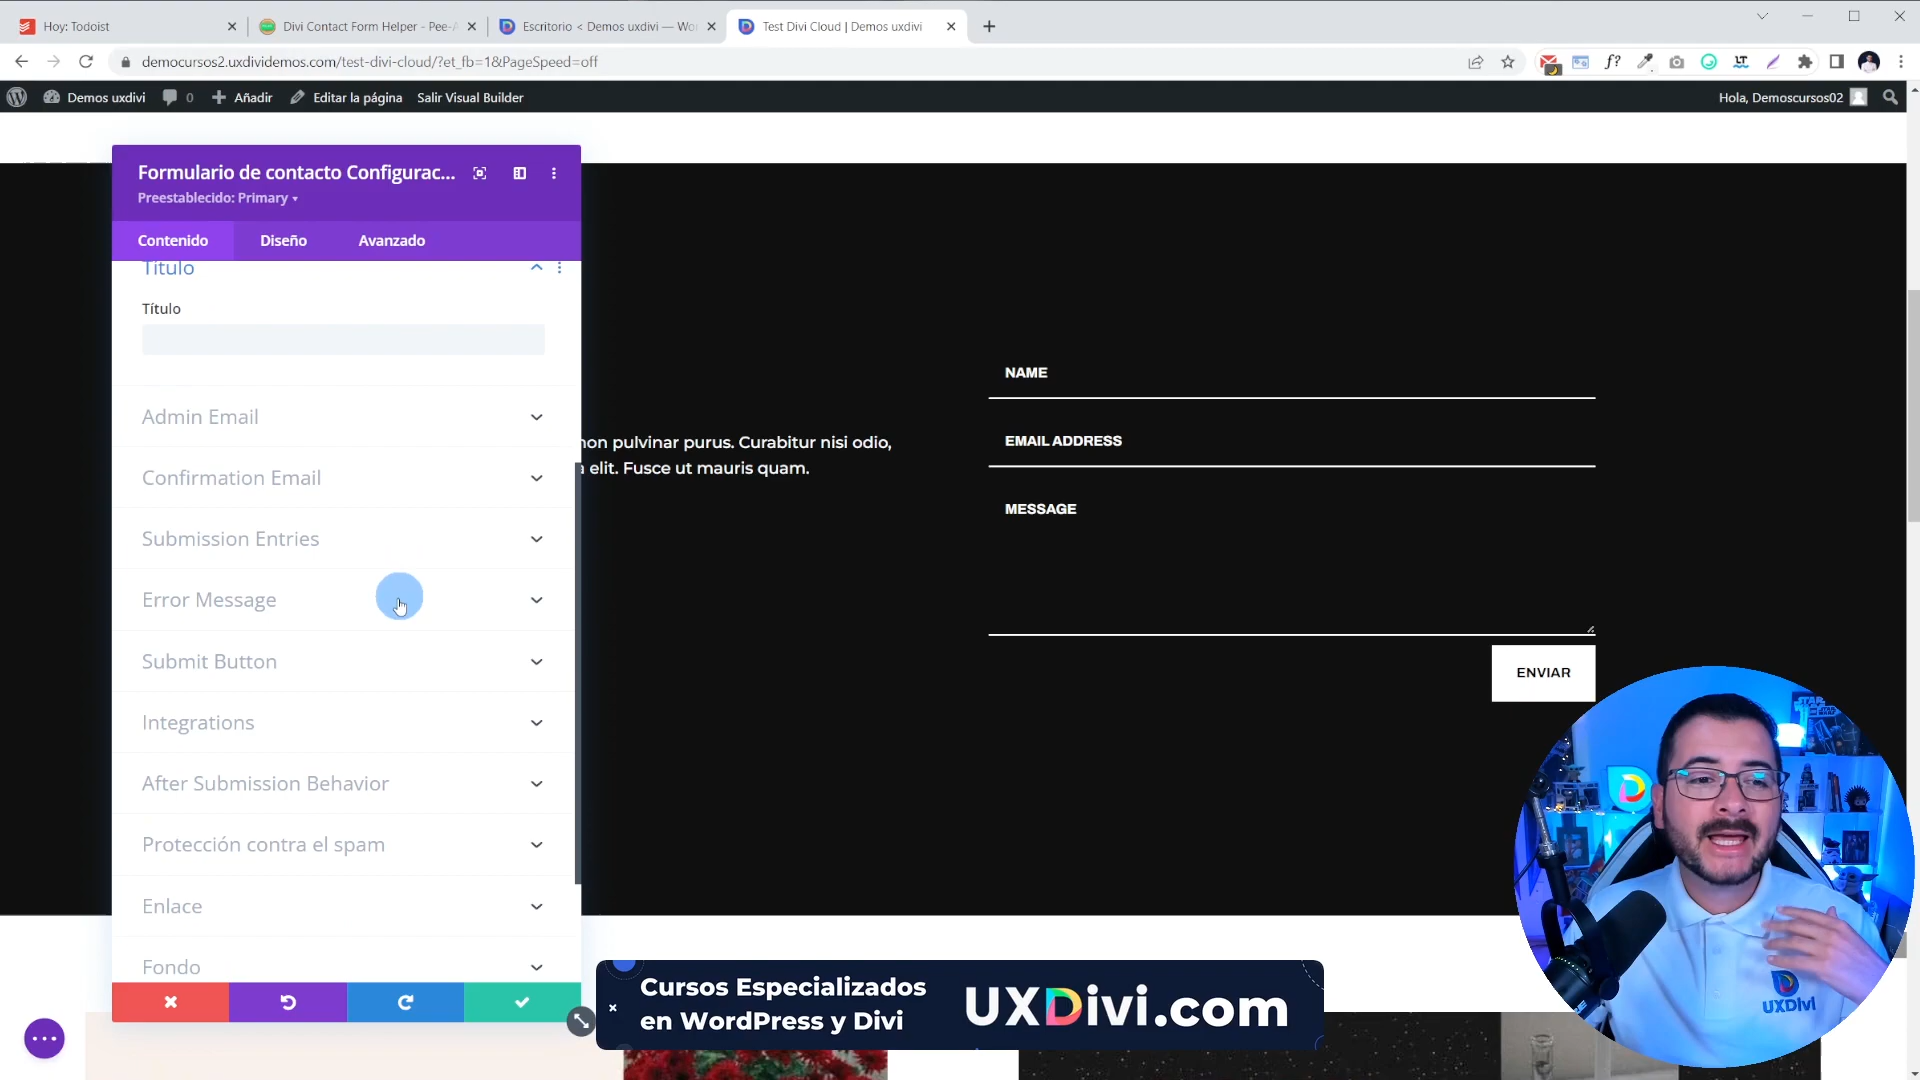 Hoy: Todoist
Divi Contact Form Helper - Pee-A
Escritorio < Demos uxdivi — Wor
Test Divi Cloud | Demos uxdivi
democursos2.uxdividemos.com/test-divi-cloud/?et_fb=1&PageSpeed=off
Demos uxdivi
0
Añadir
Editar la página
Salir Visual Builder
Hola, Demoscursos02
Formulario de contacto Configurac...
Preestablecido: Primary
Contenido
Diseño
Avanzado
Título
Título
Admin Email
Confirmation Email
Submission Entries
Error Message
Submit Button
Integrations
After Submission Behavior
Protección contra el spam
Enlace
Fondo
non pulvinar purus. Curabitur nisi odio,
elit. Fusce ut mauris quam.
NAME
EMAIL ADDRESS
MESSAGE
ENVIAR
Cursos Especializados
en WordPress y Divi
UXDivi.com
STAR
UXDivi